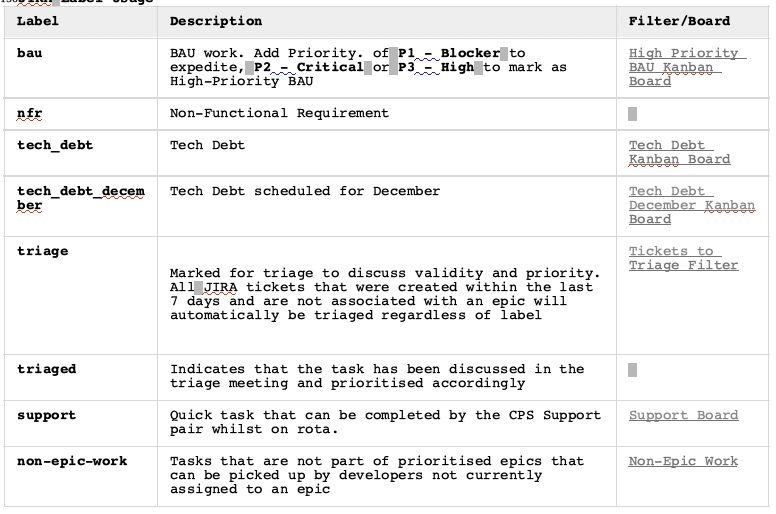 JIRA Label Usage
Label Description Filter/Board
bau
BAU work. Add Priority. of P1 – Blocker to
expedite, P2 – Critical or P3 – High to mark as
High-Priority BAU
High Priority
BAU Kanban
Board
nfr
Non-Functional Requirement
tech_debt
Tech Debt
Tech Debt
Kanban Board
tech_debt_decem
ber
Tech Debt scheduled for December
Tech Debt
December Kanban
Board
triage
Marked for triage to discuss validity and priority.
All JIRA tickets that were created within the last
7 days and are not associated with an epic will
automatically be triaged regardless of label
Tickets to
Triage Filter
triaged
Indicates that the task has been discussed in the
triage meeting and prioritised accordingly
support
Quick task that can be completed by the CPS Support
pair whilst on rota.
Support Board
non-epic-work
Tasks that are not part of prioritised epics that
can be picked up by developers not currently
assigned to an epic
Non-Epic Work